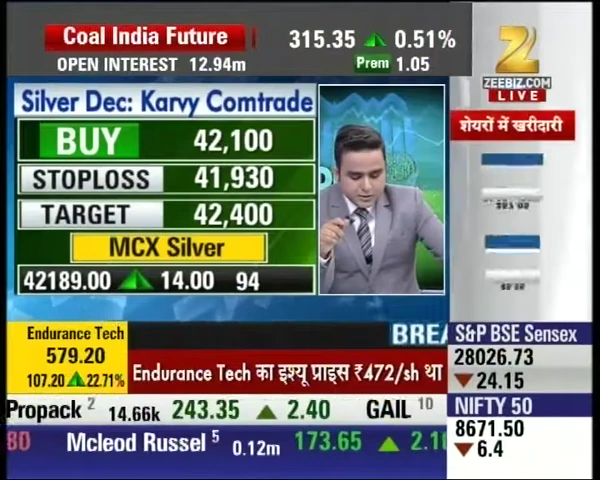 Coal India Future 315.35 0.51%
OPEN INTEREST 12.94m Prem 1.05
ZEEBIZ.COM
LIVE
शेयरों में खरीदारी
Silver Dec: Karvy Comtrade
BUY 42,100
STOPLOSS 41,930
TARGET 42,400
MCX Silver
42189.00 14.00 94
BREA
Endurance Tech
579.20
107.20 22.71%
Endurance Tech का इश्यू प्राइस ₹472/sh था
S&P BSE Sensex
28026.73
24.15
NIFTY 50
8671.50
6.4
Propack 2 14.66k 243.35 2.40 GAIL 10
80 Mcleod Russel 5 0.12m 173.65 2.1